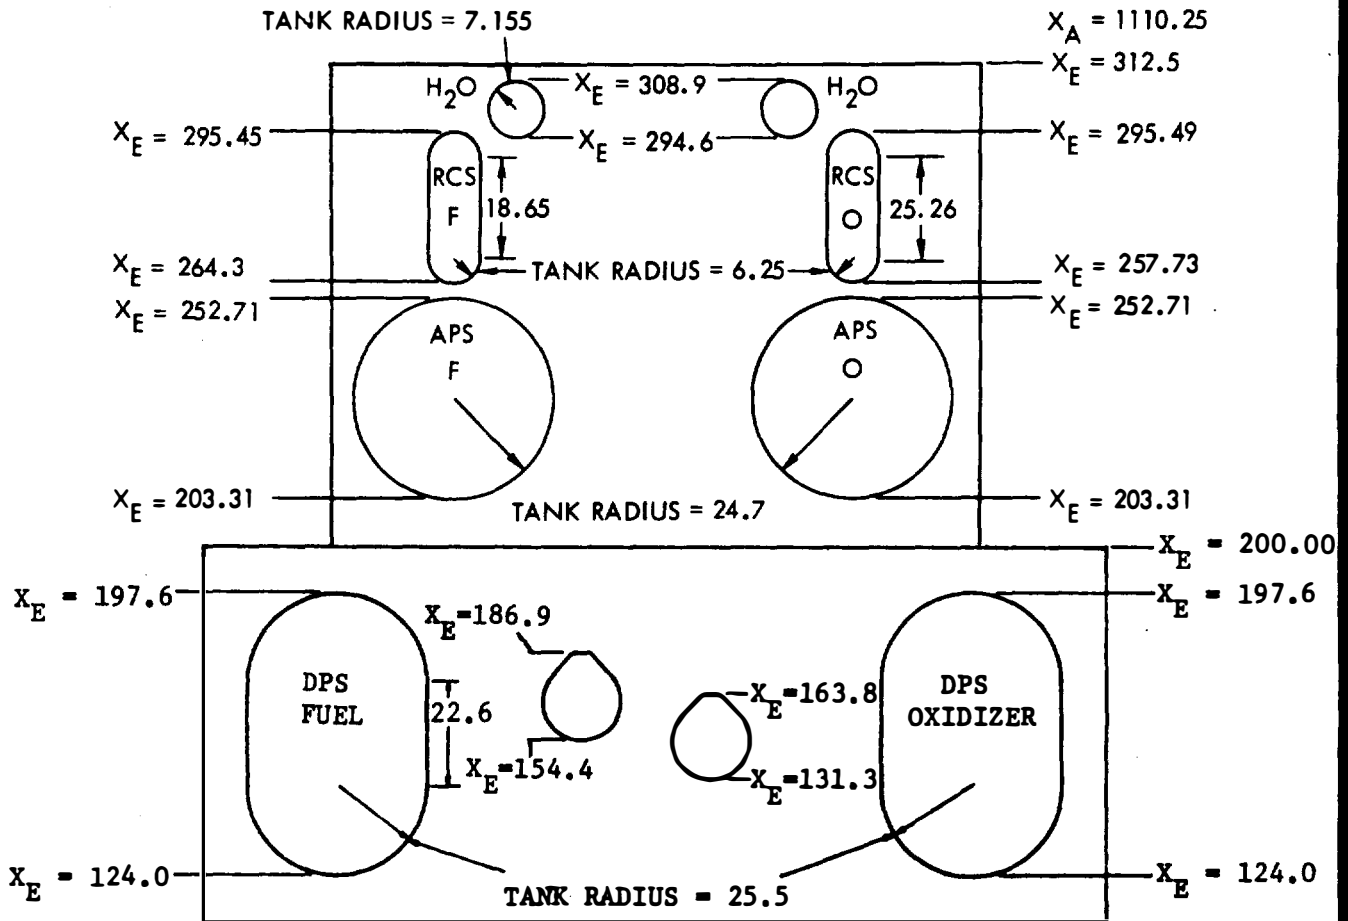 TANK RADIUS = 7.155
X_A = 1110.25
X_E = 312.5
H₂O
X_E = 308.9
H₂O
X_E = 295.45
X_E = 294.6
X_E = 295.49
RCS
F
18.65
RCS
O
25.26
X_E = 264.3
TANK RADIUS = 6.25
X_E = 257.73
X_E = 252.71
X_E = 252.71
APS
F
APS
O
X_E = 203.31
TANK RADIUS = 24.7
X_E = 203.31
X_E = 200.00
X_E = 197.6
X_E = 197.6
X_E=186.9
DPS
FUEL
22.6
X_E=163.8
DPS
OXIDIZER
X_E=154.4
X_E=131.3
X_E = 124.0
X_E = 124.0
TANK RADIUS = 25.5